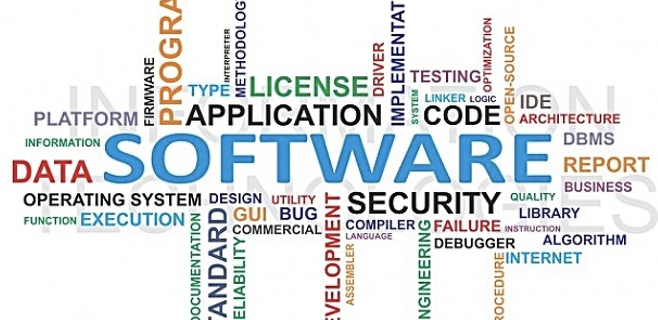 PROGRA
IMPLEMENTAT
METHODOLOG
INTERPRETER
FIRMWARE
TYPE
LICENSE
DRIVER
TESTING
OPTIMIZATION
OPEN-SOURCE
SYSTEM
LINKER
LOGIC
IDE
PLATFORM
APPLICATION
CODE
ARCHITECTURE
INFORMATION
TECHNOLOGIES
INFORMATION
SOFTWARE
DBMS
DATA
REPORT
BUSINESS
OPERATING SYSTEM
DESIGN
UTILITY
SECURITY
QUALITY
FUNCTION
EXECUTION
GUI
BUG
LIBRARY
COMMERCIAL
COMPILER
FAILURE
INSTRUCTION
LANGUAGE
DEBUGGER
ALGORITHM
INTERNET
DOCUMENTATION
TANDARD
ELIABILITY
EVELOPMENT
ASSEMBLER
NGINEERING
ROCEDURE